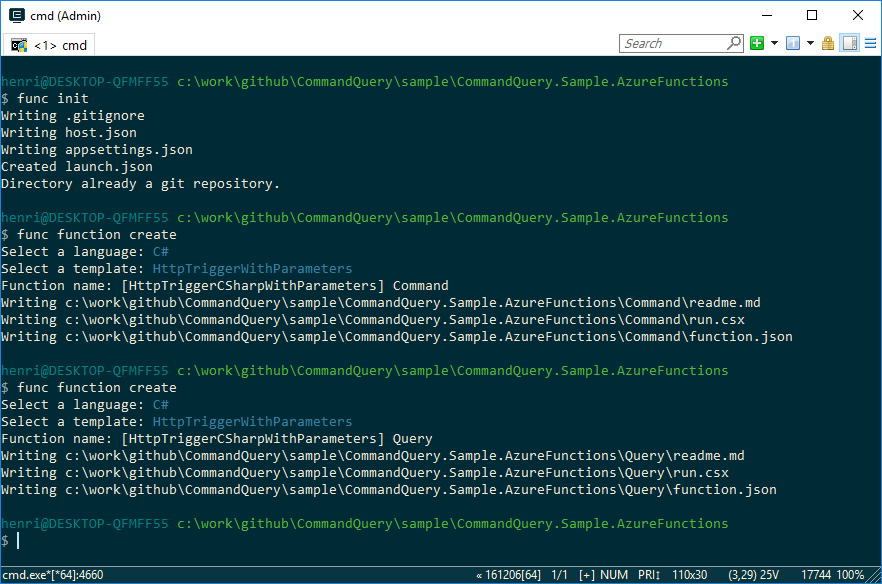 cmd (Admin)
<1> cmd
Search
henri@DESKTOP-QFMFF55 c:\work\github\CommandQuery\sample\CommandQuery.Sample.AzureFunctions
$ func init
Writing .gitignore
Writing host.json
Writing appsettings.json
Created launch.json
Directory already a git repository.
henri@DESKTOP-QFMFF55 c:\work\github\CommandQuery\sample\CommandQuery.Sample.AzureFunctions
$ func function create
Select a language: C#
Select a template: HttpTriggerWithParameters
Function name: [HttpTriggerCSharpWithParameters] Command
Writing c:\work\github\CommandQuery\sample\CommandQuery.Sample.AzureFunctions\Command\readme.md
Writing c:\work\github\CommandQuery\sample\CommandQuery.Sample.AzureFunctions\Command\run.csx
Writing c:\work\github\CommandQuery\sample\CommandQuery.Sample.AzureFunctions\Command\function.json
henri@DESKTOP-QFMFF55 c:\work\github\CommandQuery\sample\CommandQuery.Sample.AzureFunctions
$ func function create
Select a language: C#
Select a template: HttpTriggerWithParameters
Function name: [HttpTriggerCSharpWithParameters] Query
Writing c:\work\github\CommandQuery\sample\CommandQuery.Sample.AzureFunctions\Query\readme.md
Writing c:\work\github\CommandQuery\sample\CommandQuery.Sample.AzureFunctions\Query\run.csx
Writing c:\work\github\CommandQuery\sample\CommandQuery.Sample.AzureFunctions\Query\function.json
henri@DESKTOP-QFMFF55 c:\work\github\CommandQuery\sample\CommandQuery.Sample.AzureFunctions
$
cmd.exe*[*64]:4660 « 161206[64] 1/1 [+] NUM PRI↕ 110x30 (3,29) 25V 17744 100%